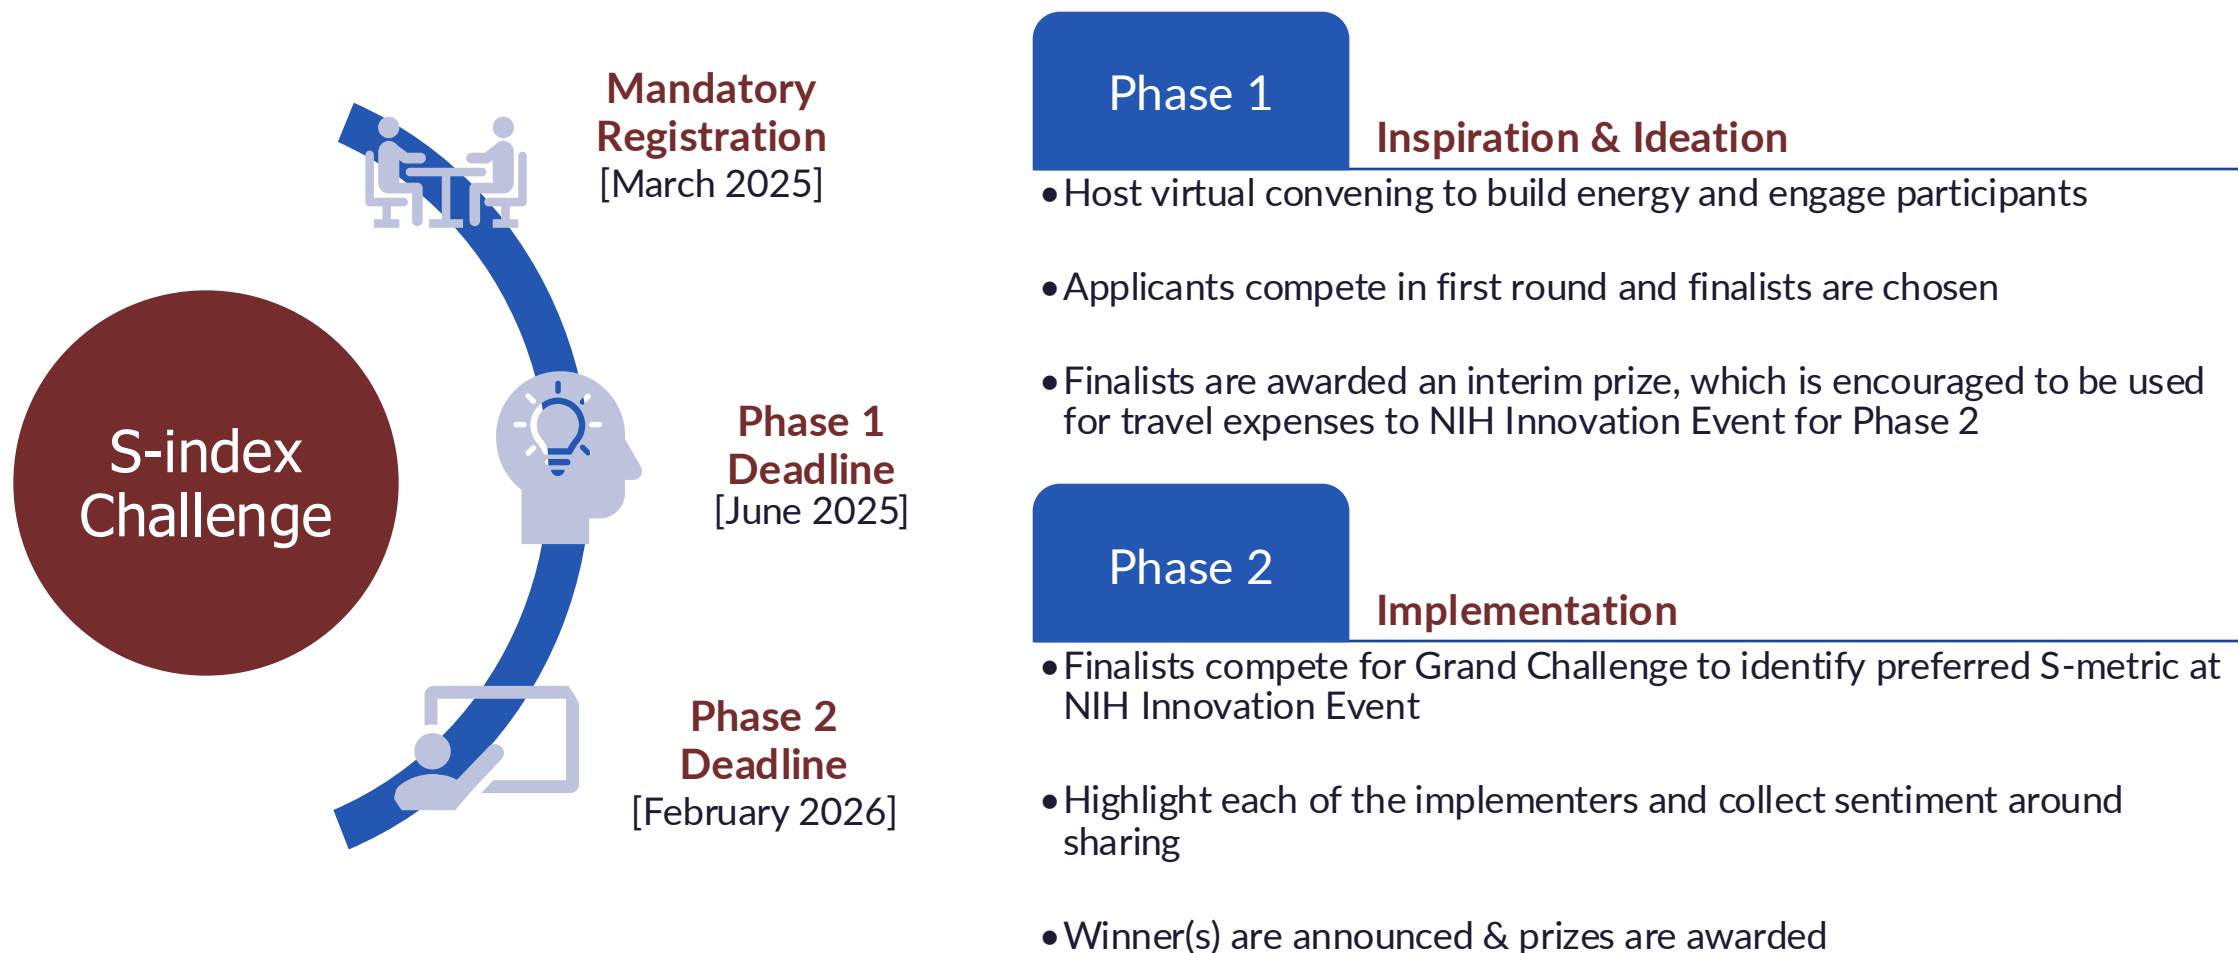 S-index
Challenge
Mandatory
Registration
[March 2025]
Phase 1
Deadline
[June 2025]
Phase 2
Deadline
[February 2026]
Phase 1
Inspiration & Ideation
•Host virtual convening to build energy and engage participants
•Applicants compete in first round and finalists are chosen
•Finalists are awarded an interim prize, which is encouraged to be used
for travel expenses to NIH Innovation Event for Phase 2
Phase 2
Implementation
•Finalists compete for Grand Challenge to identify preferred S-metric at
NIH Innovation Event
•Highlight each of the implementers and collect sentiment around
sharing
•Winner(s) are announced & prizes are awarded